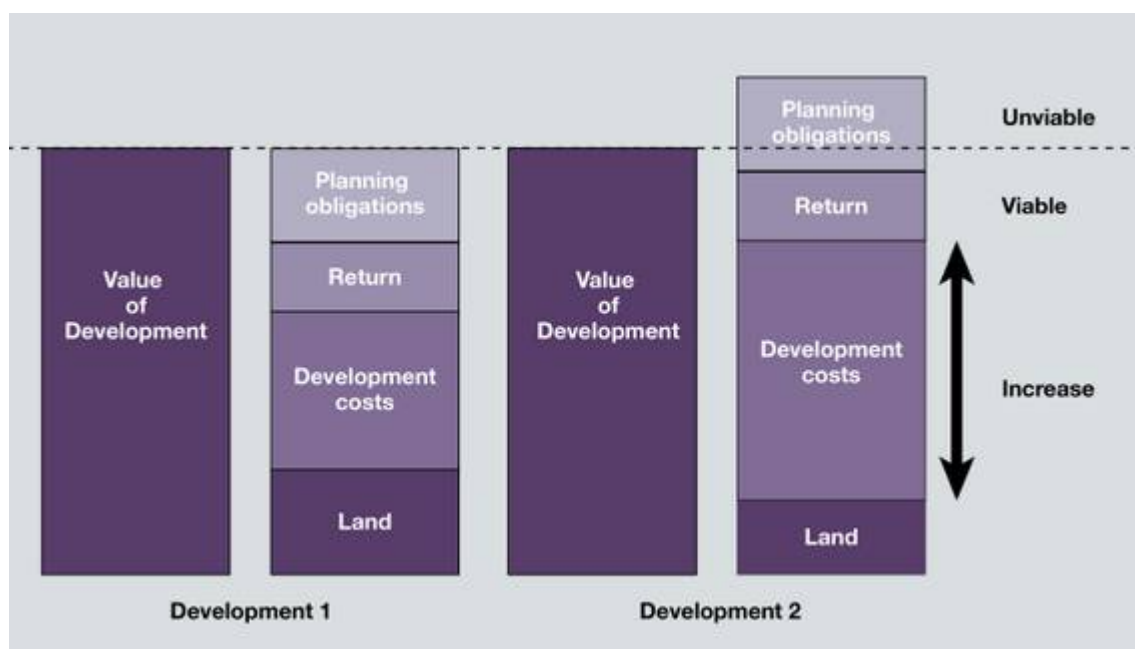 Value
of
Development
Planning
obligations
Return
Development
costs
Land
Development 1
Value
of
Development
Planning
obligations
Return
Development
costs
Land
Development 2
Unviable
Viable
Increase